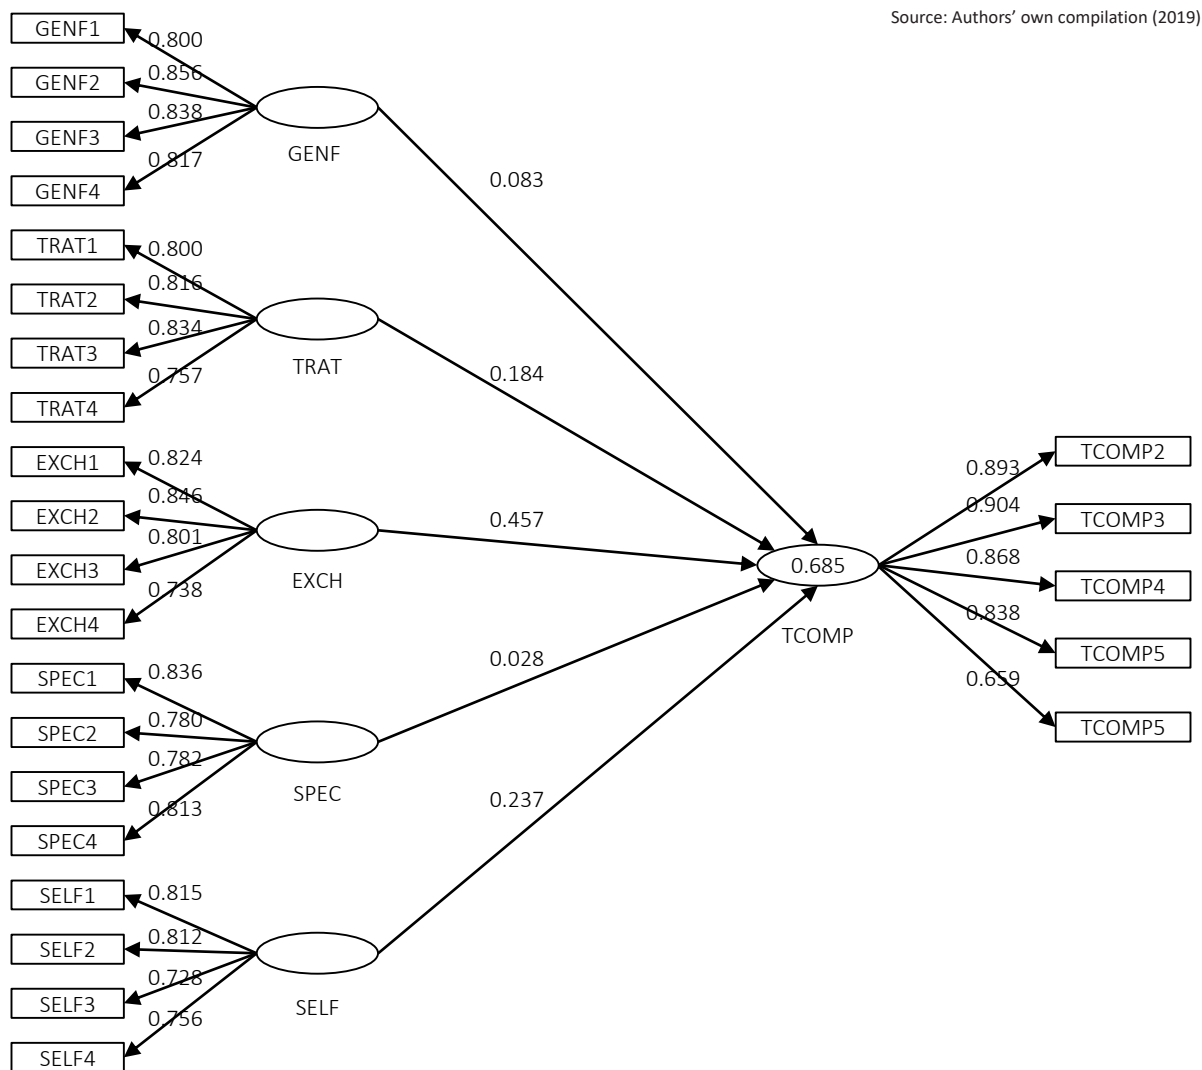 Source: Authors’ own compilation (2019)
GENF1
0.800
GENF2
0.856
GENF3
0.838
GENF4
0.817
GENF
0.083
TRAT1
0.800
TRAT2
0.816
TRAT3
0.834
TRAT4
0.757
TRAT
0.184
EXCH1
0.824
EXCH2
0.846
EXCH3
0.801
EXCH4
0.738
EXCH
0.457
SPEC1
0.836
SPEC2
0.780
SPEC3
0.782
SPEC4
0.813
SPEC
0.028
SELF1
0.815
SELF2
0.812
SELF3
0.728
SELF4
0.756
SELF
0.237
0.685
TCOMP
0.893
TCOMP2
0.904
TCOMP3
0.868
TCOMP4
0.838
TCOMP5
0.659
TCOMP5